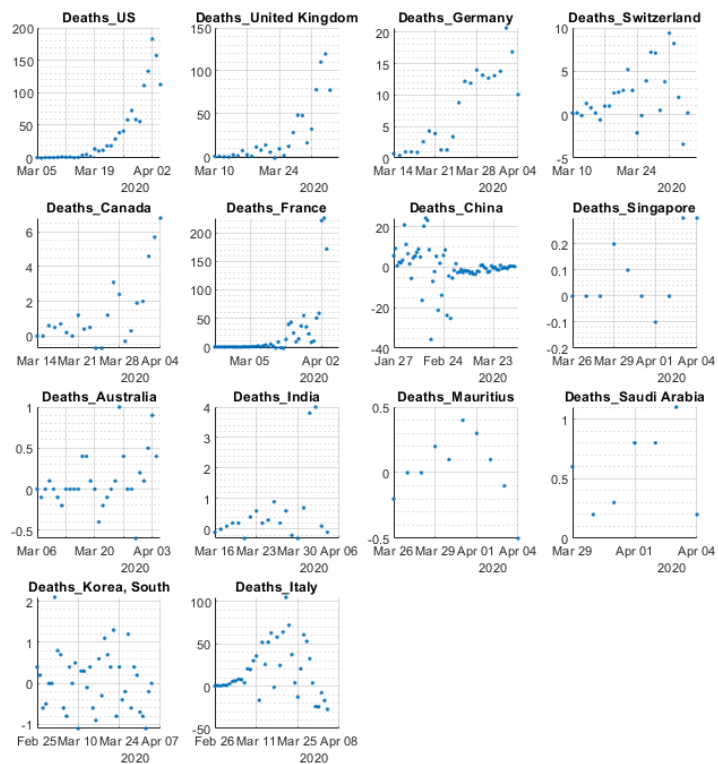 Deaths_US
200
150
100
50
0
Mar 05
Mar 19
Apr 02
2020
Deaths_United Kingdom
150
100
50
0
Mar 10
Mar 24
2020
Deaths_Germany
20
15
10
5
0
Mar 14
Mar 28
Apr 04
2020
Deaths_Switzerland
10
5
0
-5
Mar 10
Mar 24
2020
Deaths_Canada
6
4
2
0
Mar 14
Mar 21
Mar 28
Apr 04
2020
Deaths_France
200
150
100
50
0
Mar 05
Apr 02
2020
Deaths_China
20
0
-20
-40
Jan 27
Feb 24
Mar 23
2020
Deaths_Singapore
0.2
0.1
0
-0.1
-0.2
Mar 26
Mar 29
Apr 01
Apr 04
2020
Deaths_Australia
1
0.5
0
-0.5
Mar 06
Mar 20
Apr 03
2020
Deaths_India
4
3
2
1
0
Mar 16
Mar 23
Mar 30
Apr 06
2020
Deaths_Mauritius
0.5
0
-0.5
Mar 26
Mar 29
Apr 01
Apr 04
2020
Deaths_Saudi Arabia
1
0.5
0
Mar 29
Apr 01
Apr 04
2020
Deaths_Korea, South
2
1
0
-1
Feb 25
Mar 10
Mar 24
Apr 07
2020
Deaths_Italy
100
50
0
-50
Feb 26
Mar 11
Mar 25
Apr 08
2020